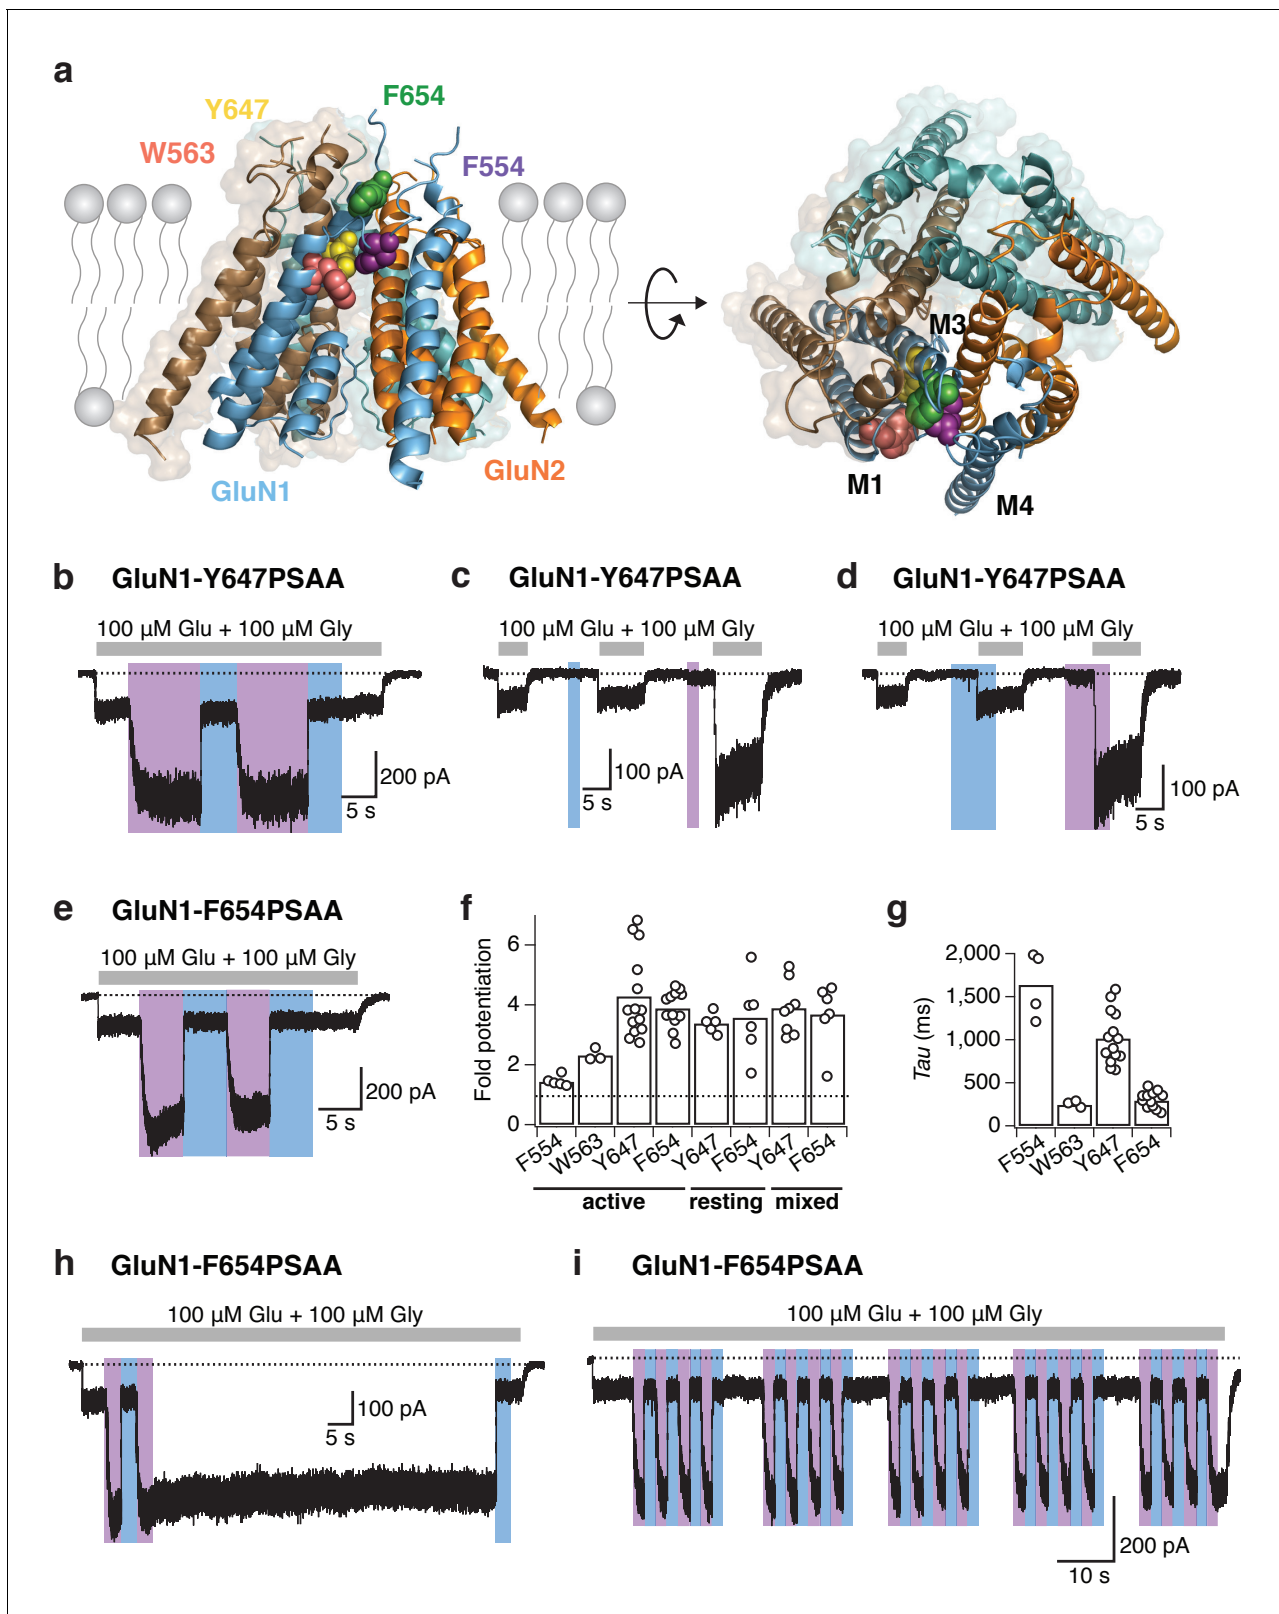 a
F654
Y647
W563
F554
M3
GluN2
GluN1
M1
M4
b GluN1-Y647PSAA
100 µM Glu + 100 µM Gly
200 pA
5 s
c GluN1-Y647PSAA
100 µM Glu + 100 µM Gly
100 pA
5 s
d GluN1-Y647PSAA
100 µM Glu + 100 µM Gly
100 pA
5 s
e GluN1-F654PSAA
100 µM Glu + 100 µM Gly
200 pA
5 s
f
Fold potentiation
6
4
2
0
F554 W563 Y647 F654 Y647 F654 Y647 F654
active resting mixed
g
Tau (ms)
2,000
1,500
1,000
500
0
F554 W563 Y647 F654
h GluN1-F654PSAA
100 µM Glu + 100 µM Gly
100 pA
5 s
i GluN1-F654PSAA
100 µM Glu + 100 µM Gly
200 pA
10 s